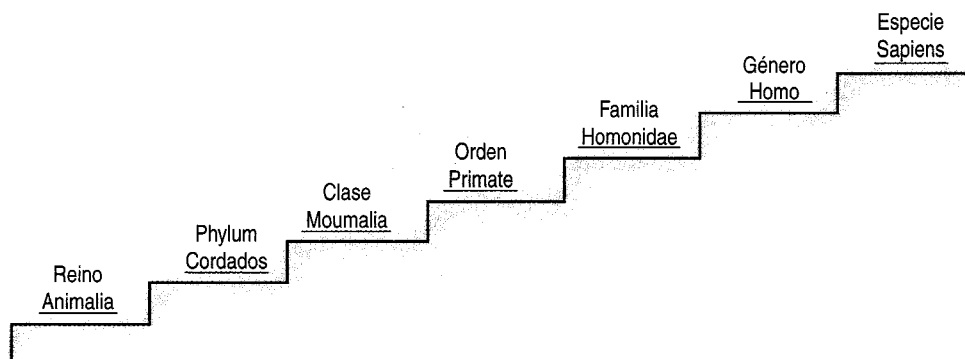 Reino
Animalia
Phylum
Cordados
Clase
Moumalia
Orden
Primate
Familia
Homonidae
Género
Homo
Especie
Sapiens